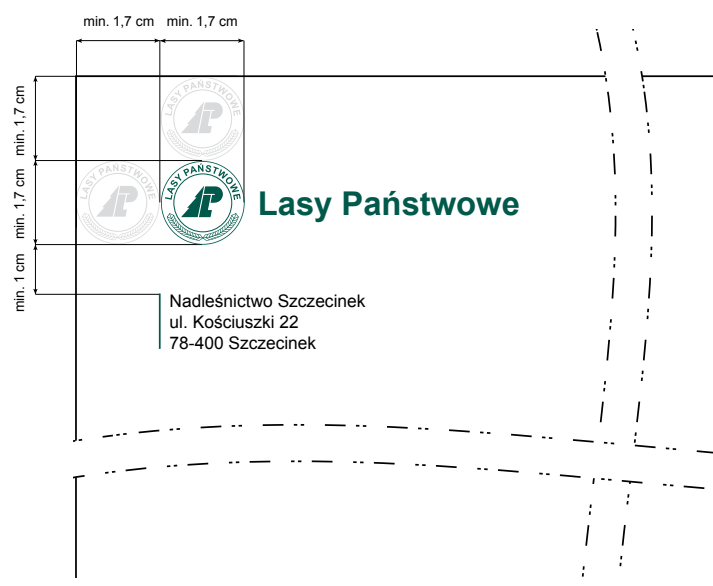 min. 1,7 cm min. 1,7 cm
min. 1,7 cm
LASY PAŃSTWOWE
min. 1,7 cm
LASY PAŃSTWOWE
LASY PAŃSTWOWE
Lasy Państwowe
min. 1 cm
Nadleśnictwo Szczecinek
ul. Kościuszki 22
78-400 Szczecinek